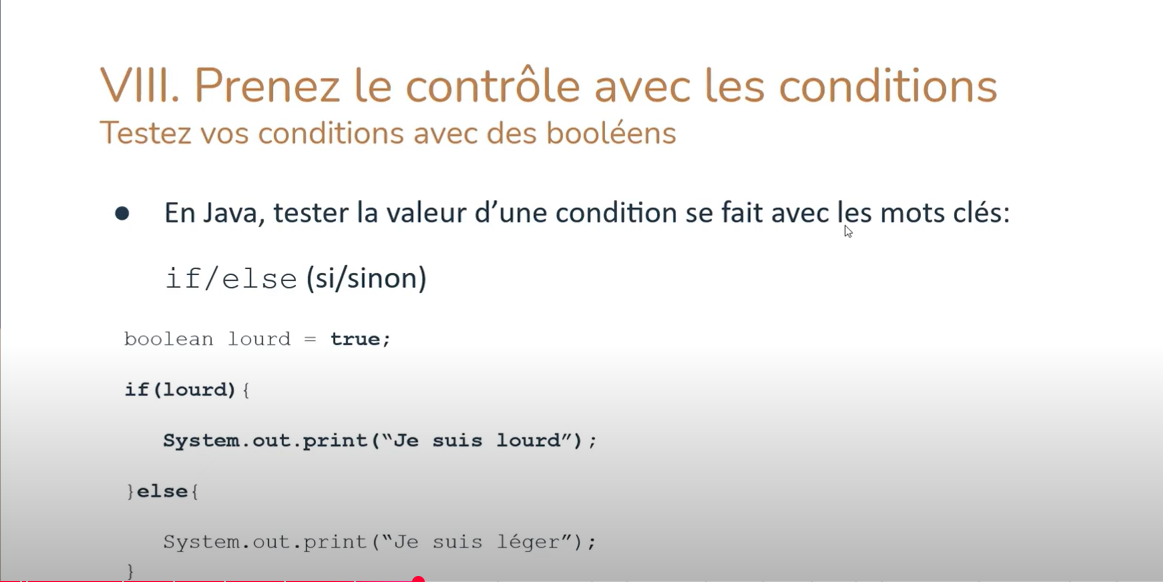 VIII. Prenez le contrôle avec les conditions
Testez vos conditions avec des booléens
● En Java, tester la valeur d’une condition se fait avec les mots clés:
if/else (si/sinon)
boolean lourd = true;
if(lourd){
System.out.print(“Je suis lourd”);
}else{
System.out.print(“Je suis léger”);
}